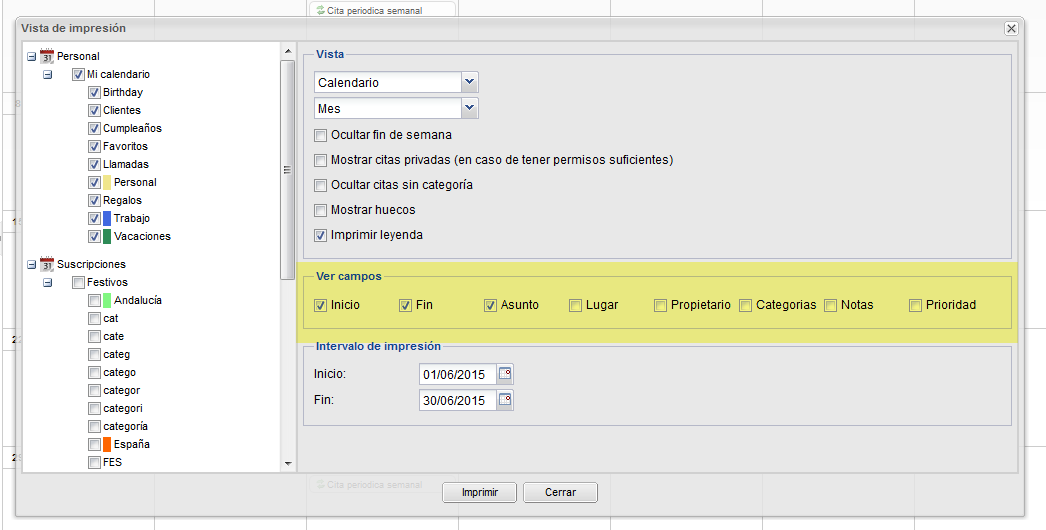 Cita periodica semanal
Vista de impresión
Personal
Mi calendario
Birthday
Clientes
Cumpleaños
Favoritos
Llamadas
Personal
Regalos
Trabajo
Vacaciones
Suscripciones
Festivos
Andalucía
cat
cate
categ
catego
categor
categori
categoría
España
FES
Vista
Calendario
Mes
Ocultar fin de semana
Mostrar citas privadas (en caso de tener permisos suficientes)
Ocultar citas sin categoría
Mostrar huecos
Imprimir leyenda
Ver campos
Inicio Fin Asunto Lugar Propietario Categorias Notas Prioridad
Intervalo de impresión
Inicio: 01/06/2015
Fin: 30/06/2015
Cita periodica semanal
Imprimir Cerrar